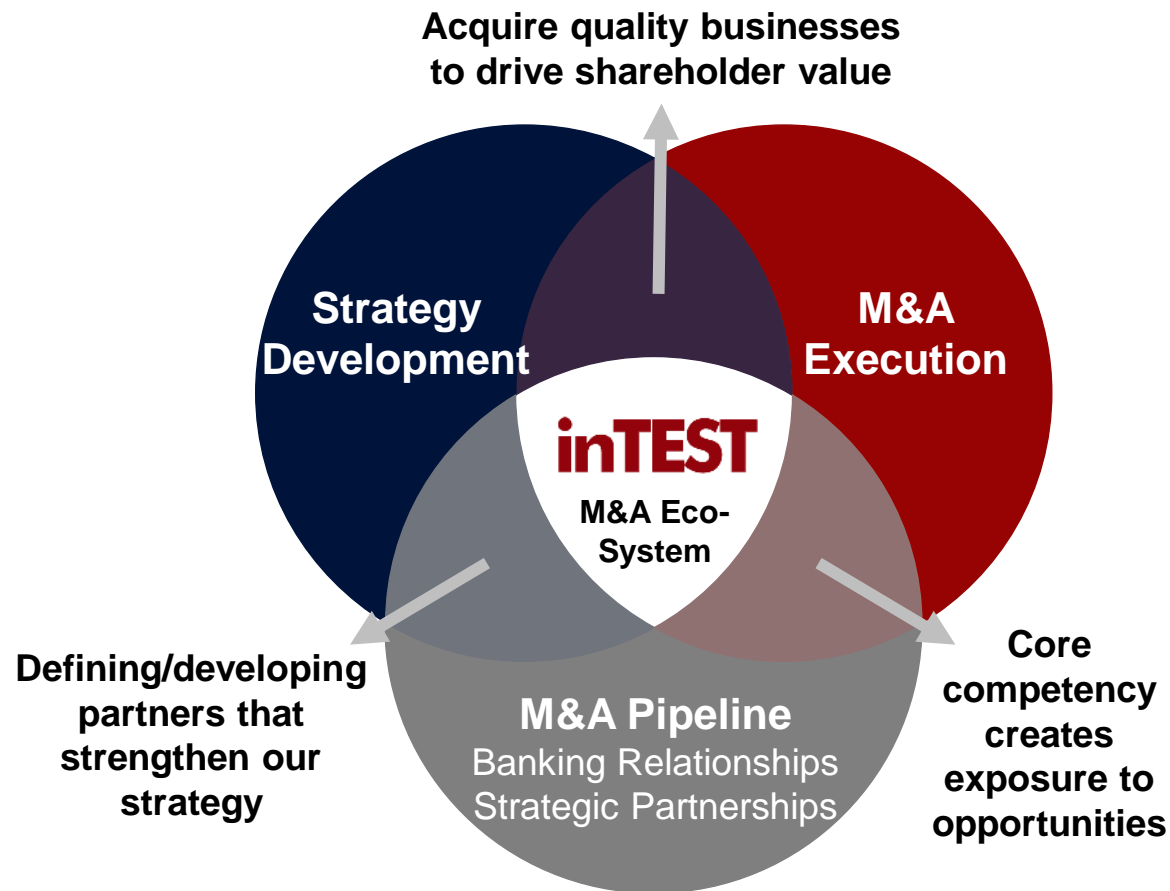 Acquire quality businesses
to drive shareholder value
Strategy
Development
M&A
Execution
inTEST
M&A Eco-
System
Defining/developing
partners that
strengthen our
strategy
M&A Pipeline
Banking Relationships
Strategic Partnerships
Core
competency
creates
exposure to
opportunities